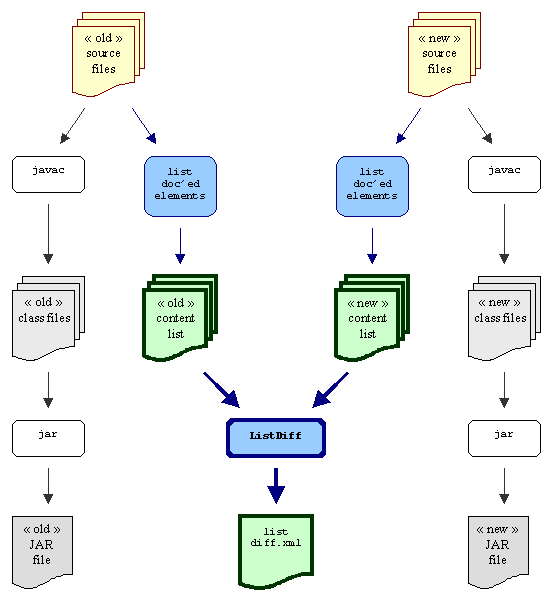 « old »
source
files
« new »
source
files
javac
list
doc´ed
elements
list
doc´ed
elements
javac
« old »
class files
« old »
content
list
« new »
content
list
« new »
class files
jar
ListDiff
jar
« old »
JAR
file
list
diff.xml
« new »
JAR
file